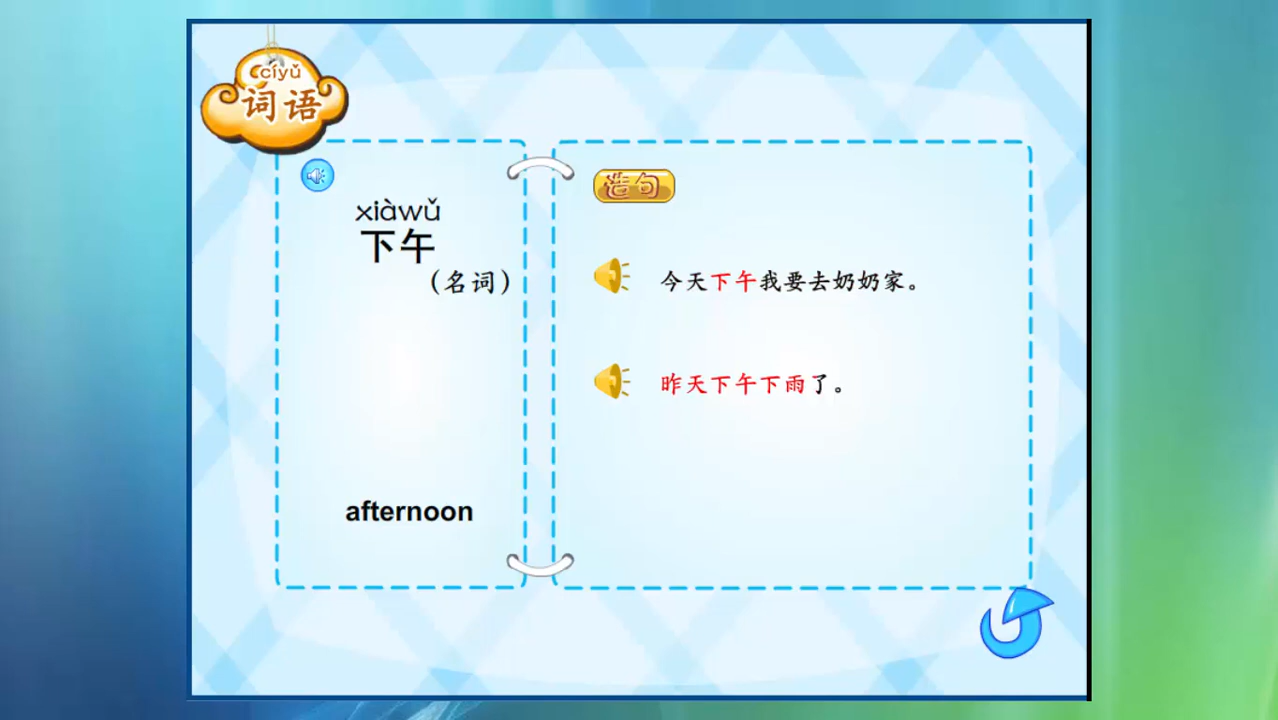 cíyǔ
词语
xiàwǔ
下午
（名词）
afternoon
造句
今天下午我要去奶奶家。
昨天下午下雨了。